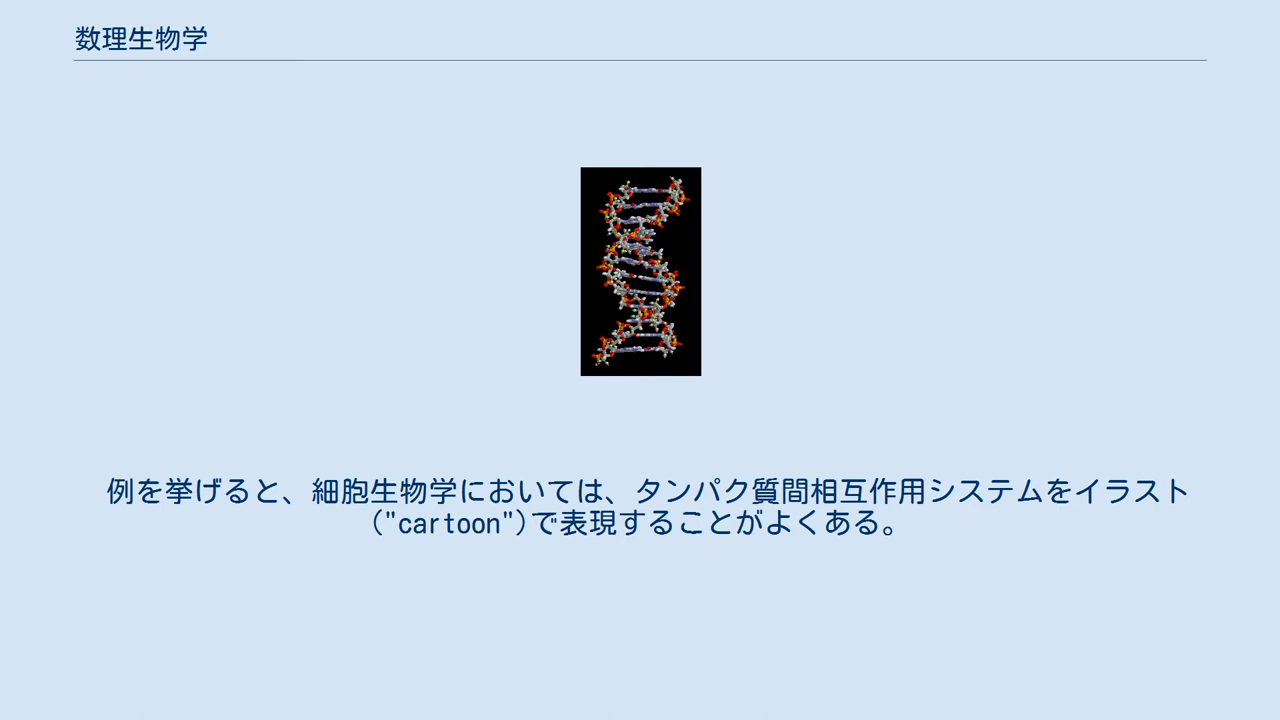 数理生物学
例を挙げると、細胞生物学においては、タンパク質間相互作用システムをイラスト
("cartoon")で表現することがよくある。